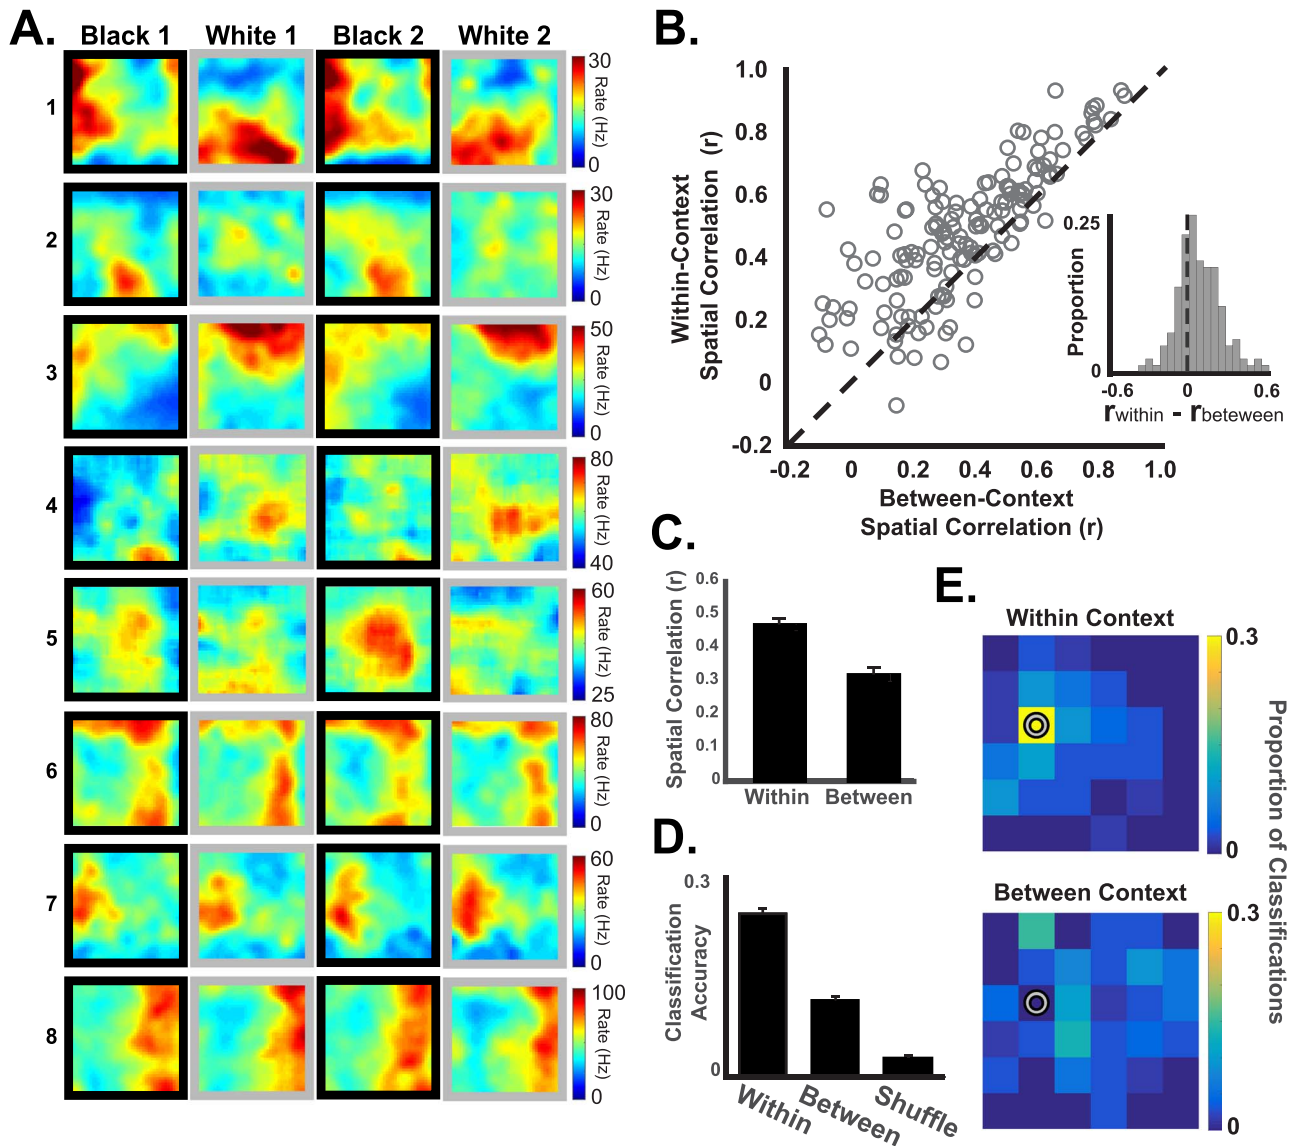 A.
Black 1 White 1 Black 2 White 2
1
30
Rate (Hz)
0
2
30
Rate (Hz)
0
3
50
Rate (Hz)
0
4
80
Rate (Hz)
40
5
60
Rate (Hz)
25
6
80
Rate (Hz)
0
7
60
Rate (Hz)
0
8
100
Rate (Hz)
0
B.
Within-Context
Spatial Correlation (r)
1.0
0.8
0.6
0.4
0.2
0
-0.2
-0.2 0 0.2 0.4 0.6 0.8 1.0
Between-Context
Spatial Correlation (r)
Proportion
0.25
0
-0.6 0 0.6
rwithin - rbeteween
C.
Spatial Correlation (r)
0.6
0.5
0.4
0.3
0.2
0.1
0
Within Between
D.
Classification
Accuracy
0.3
0
Within Between Shuffle
E.
Within Context
0.3
0
Between Context
0.3
0
Proportion of Classifications